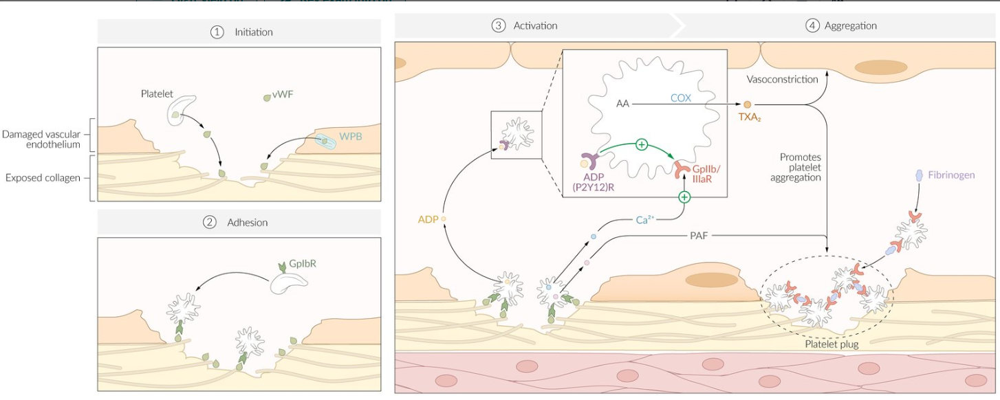 ① Initiation
Platelet
vWF
WPB
Damaged vascular
endothelium
Exposed collagen
② Adhesion
GpIbR
③ Activation
④ Aggregation
AA
COX
TXA₂
Vasoconstriction
ADP
(P2Y12)R
GpIIb/
IIIaR
Promotes
platelet
aggregation
Fibrinogen
ADP
Ca²⁺
PAF
Platelet plug